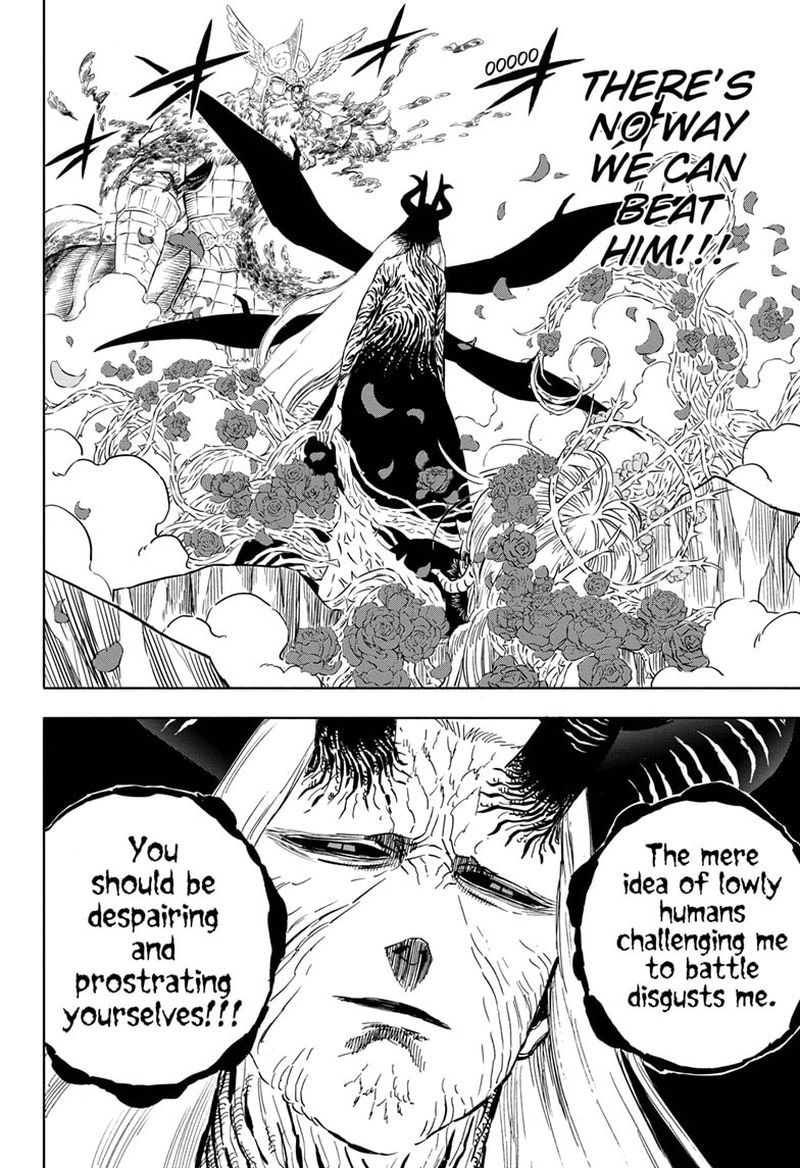 OOOOO
THERE'S
NO WAY
WE CAN
BEAT
HIM!!!
The mere
idea of lowly
humans
challenging me
to battle
disgusts me.
You
should be
despairing
and
prostrating
yourselves!!!